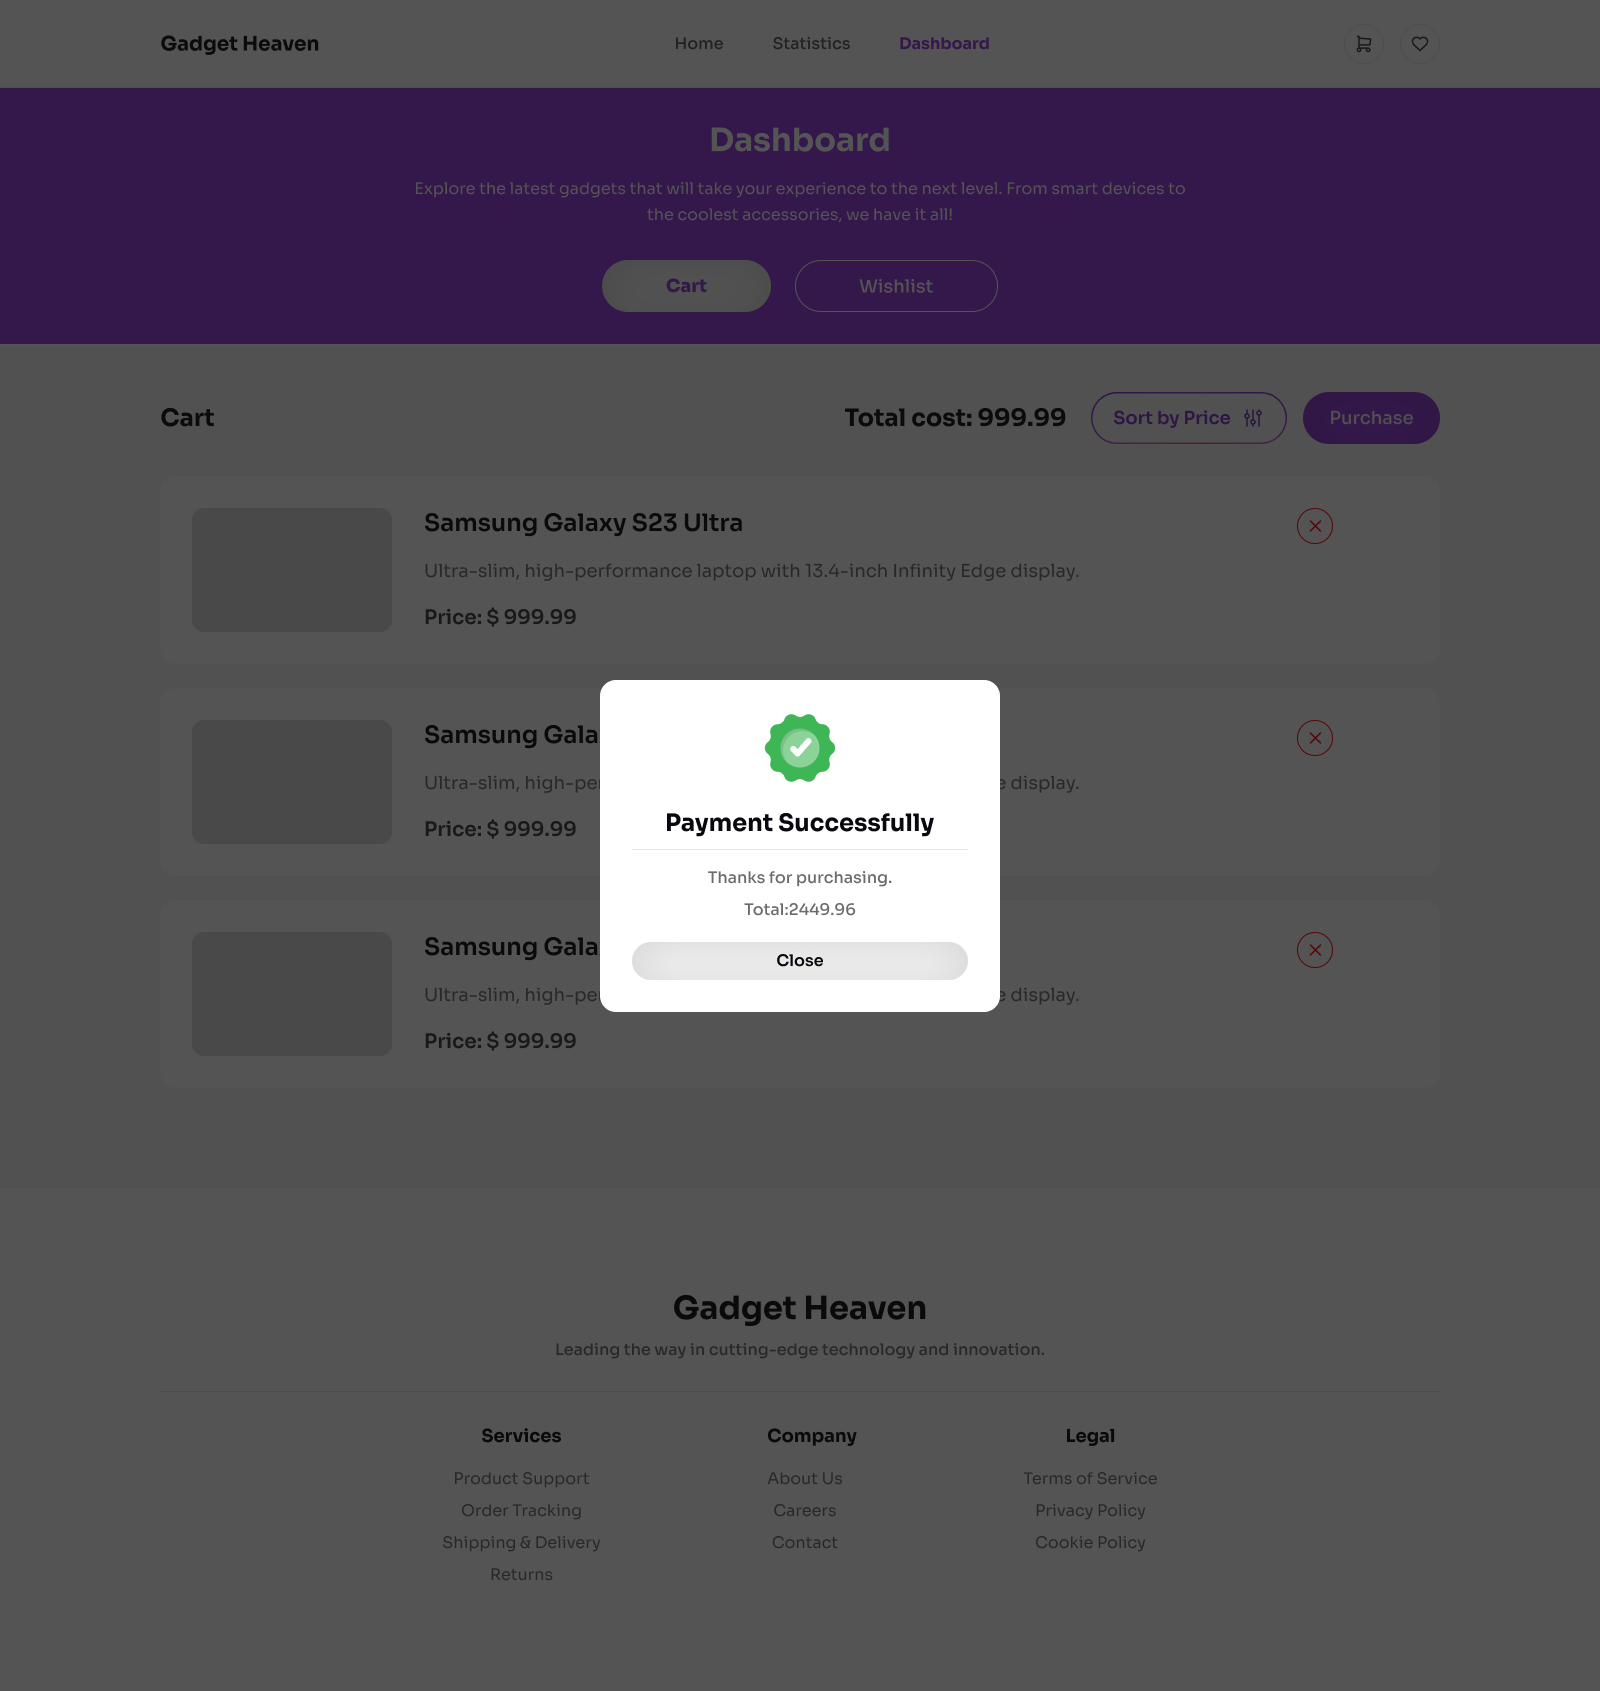 Gadget Heaven
Home
Statistics
Dashboard
Dashboard
Explore the latest gadgets that will take your experience to the next level. From smart devices to
the coolest accessories, we have it all!
Cart
Wishlist
Cart
Total cost: 999.99
Sort by Price
Purchase
Samsung Galaxy S23 Ultra
Ultra-slim, high-performance laptop with 13.4-inch Infinity Edge display.
Price: $ 999.99
Samsung Gala
Ultra-slim, high-pe
display.
Price: $ 999.99
Payment Successfully
Thanks for purchasing.
Total:2449.96
Close
Samsung Gala
Ultra-slim, high-pe
display.
Price: $ 999.99
Gadget Heaven
Leading the way in cutting-edge technology and innovation.
Services
Product Support
Order Tracking
Shipping & Delivery
Returns
Company
About Us
Careers
Contact
Legal
Terms of Service
Privacy Policy
Cookie Policy